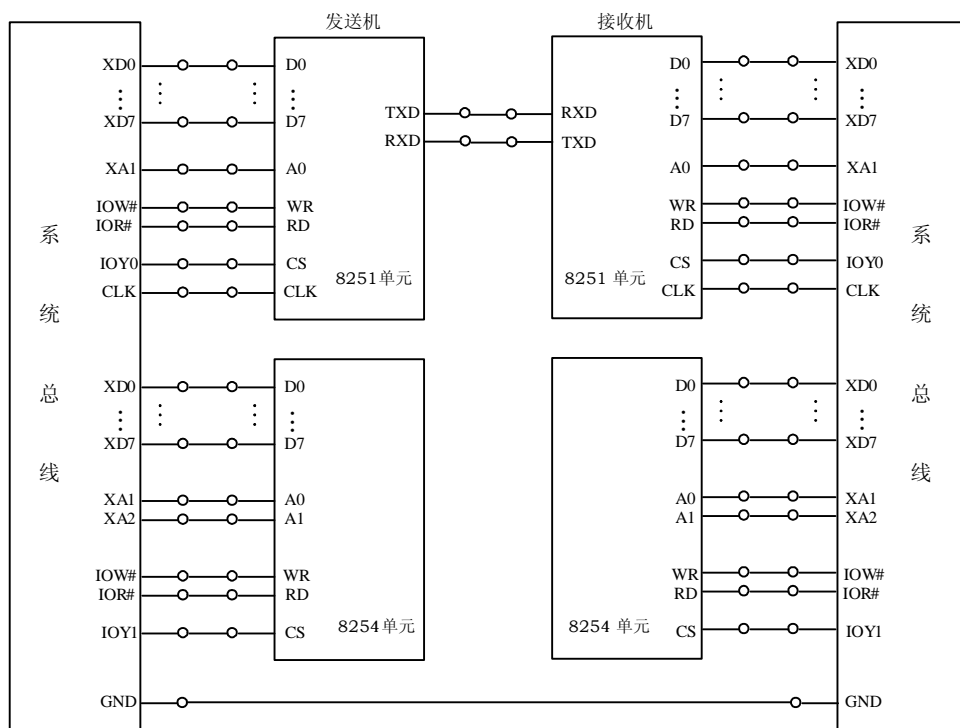 发送机
接收机
XD0
D0
D0
XD0
XD7
D7
TXD
RXD
D7
XD7
RXD
TXD
XA1
A0
A0
XA1
IOW#
WR
WR
IOW#
IOR#
RD
RD
IOR#
IOY0
CS
CS
IOY0
8251单元
8251 单元
CLK
CLK
CLK
CLK
系
统
总
线
系
统
总
线
XD0
D0
D0
XD0
XD7
D7
D7
XD7
XA1
A0
A0
XA1
XA2
A1
A1
XA2
IOW#
WR
WR
IOW#
IOR#
RD
RD
IOR#
8254单元
8254 单元
IOY1
CS
CS
IOY1
GND
GND